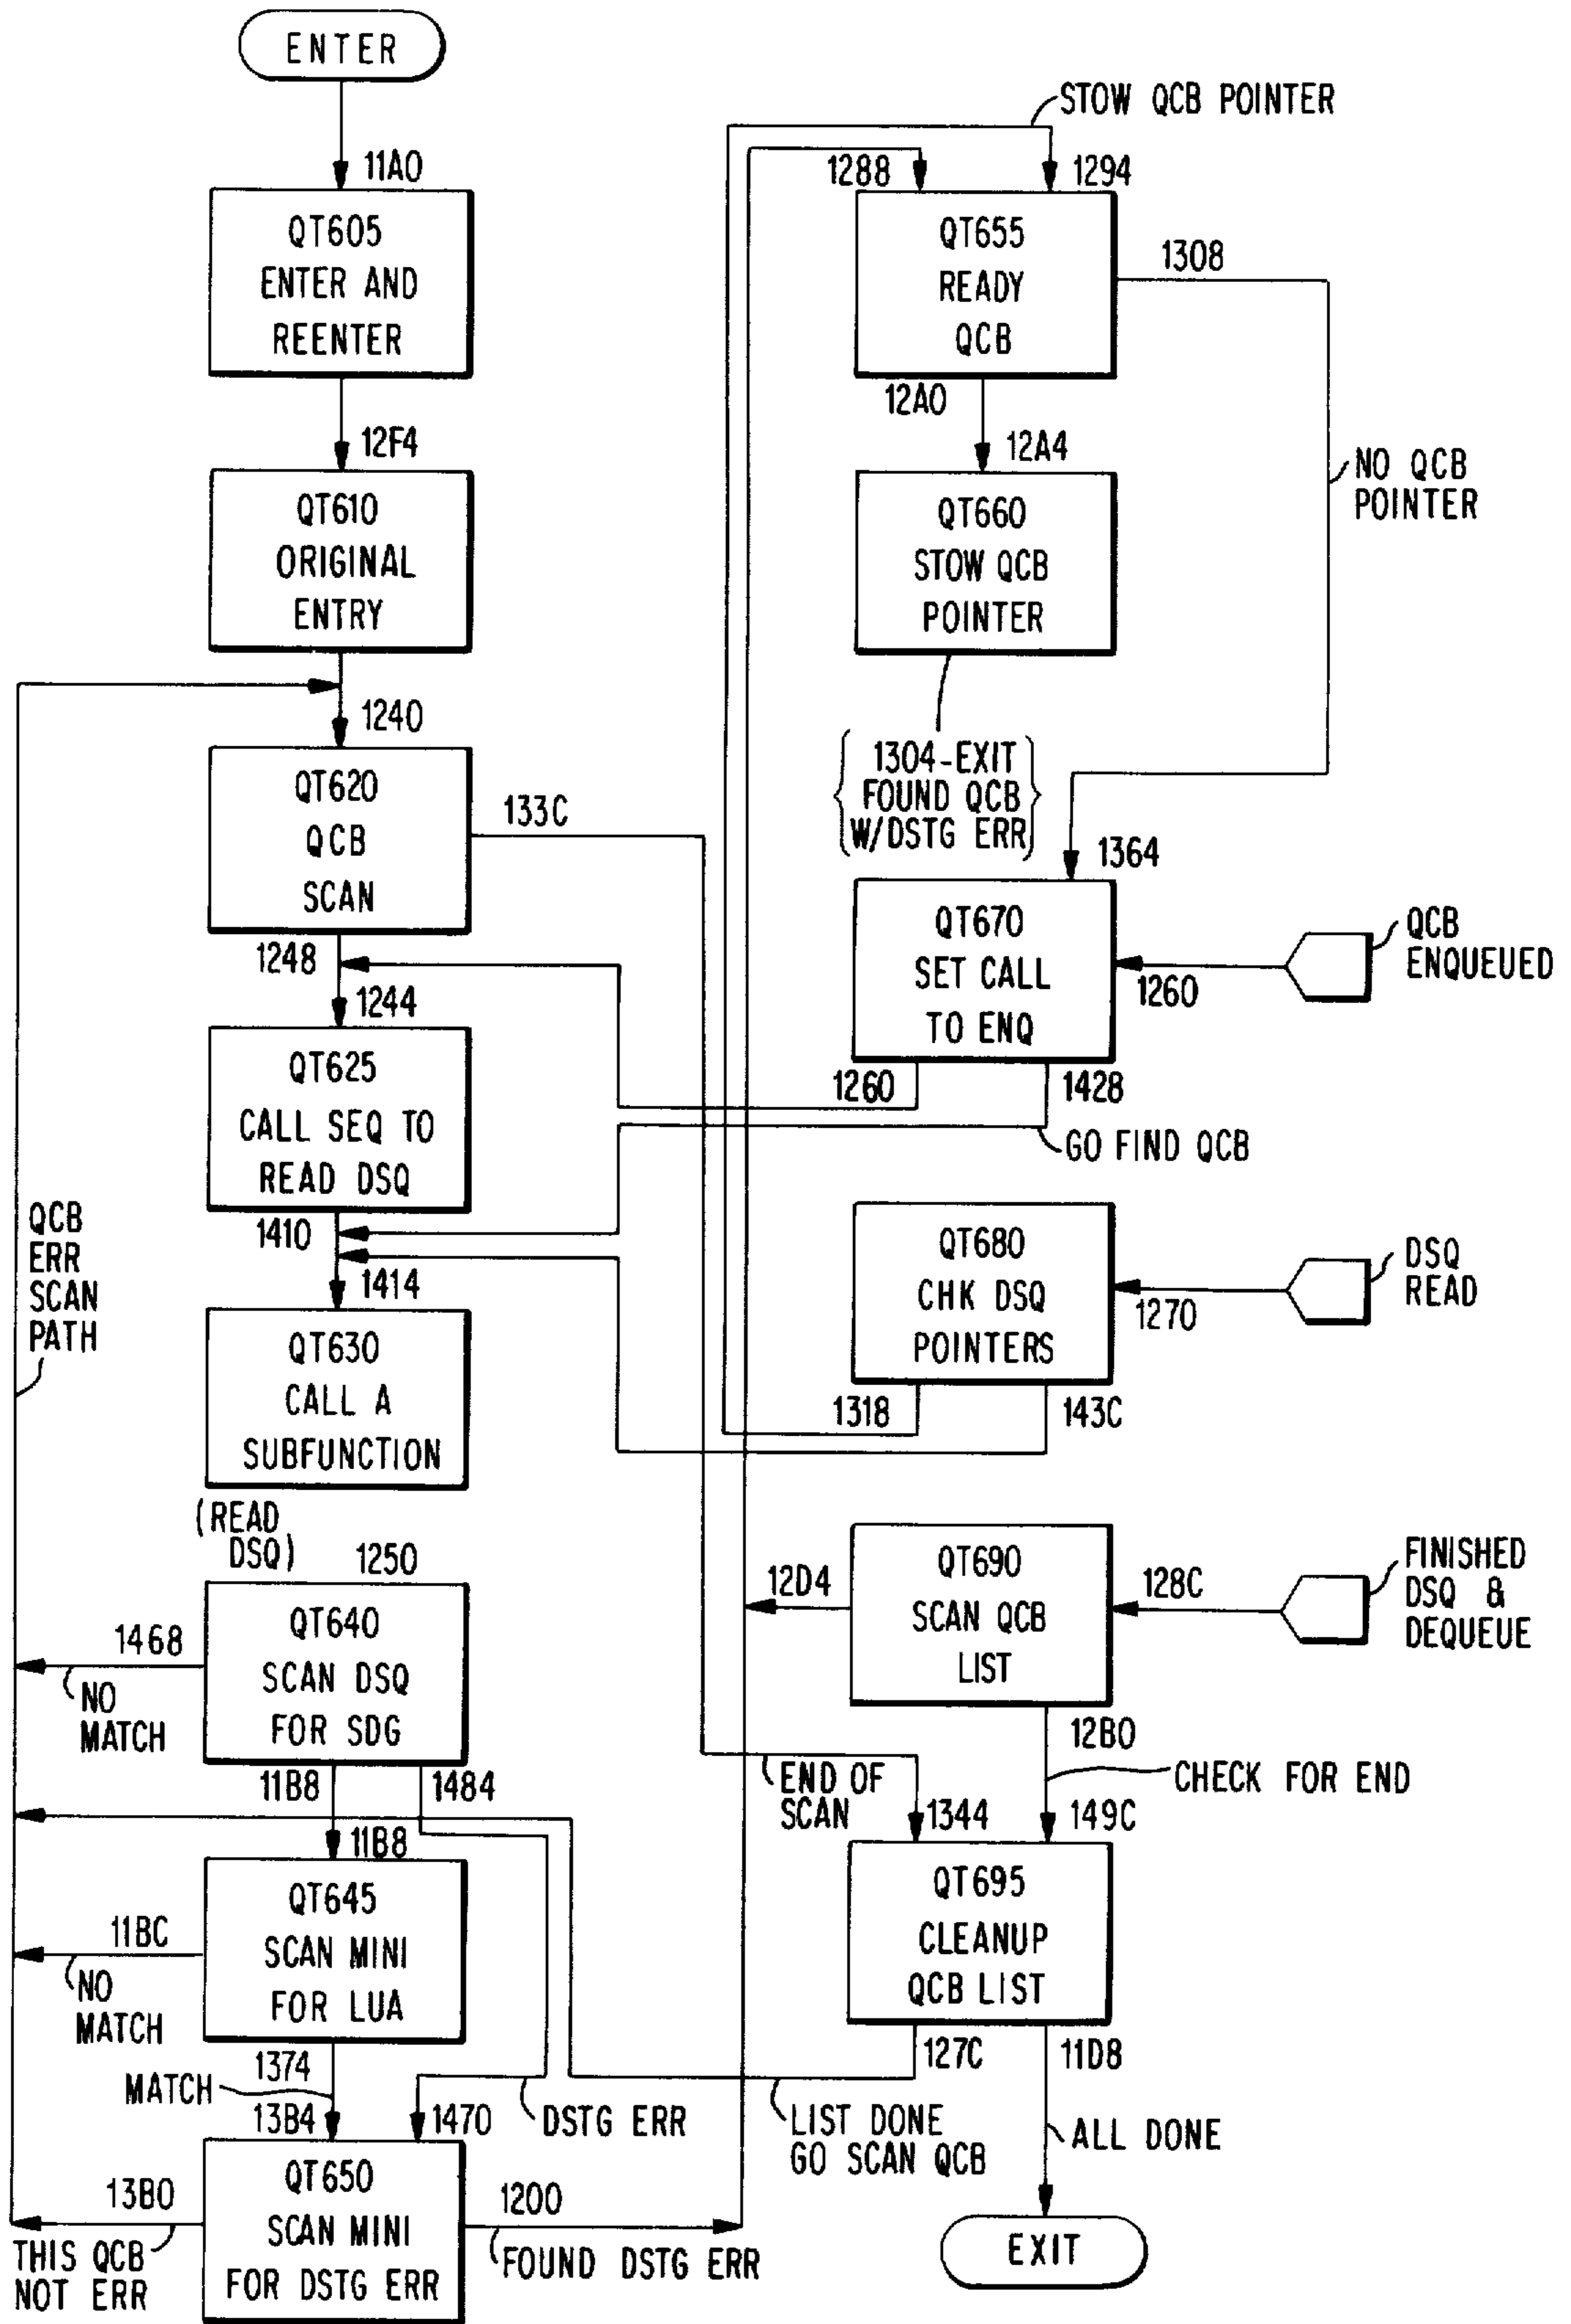 ENTER
11A0
QT605
ENTER AND
REENTER
12F4
QT610
ORIGINAL
ENTRY
1240
QT620
QCB
SCAN
133C
1248
1244
QT625
CALL SEQ TO
READ DSQ
1410
1414
QT630
CALL A
SUBFUNCTION
(READ
DSQ)
1250
QT640
SCAN DSQ
FOR SDG
1468
NO
MATCH
11B8
1484
11B8
QT645
SCAN MINI
FOR LUA
11BC
NO
MATCH
1374
MATCH
13B4
1470
DSTG ERR
QT650
SCAN MINI
FOR DSTG ERR
13B0
THIS QCB
NOT ERR
1200
FOUND DSTG ERR
QCB
ERR
SCAN
PATH
STOW QCB POINTER
1288
1294
QT655
READY
QCB
1308
NO QCB
POINTER
12A0
12A4
QT660
STOW QCB
POINTER
1304-EXIT
FOUND QCB
W/DSTG ERR
1364
QT670
SET CALL
TO ENQ
QCB
ENQUEUED
1260
1260
1428
GO FIND QCB
QT680
CHK DSQ
POINTERS
DSQ
READ
1270
1318
143C
QT690
SCAN QCB
LIST
12D4
128C
FINISHED
DSQ &
DEQUEUE
12B0
CHECK FOR END
END OF
SCAN
1344
149C
QT695
CLEANUP
QCB LIST
127C
11D8
LIST DONE
GO SCAN QCB
ALL DONE
EXIT